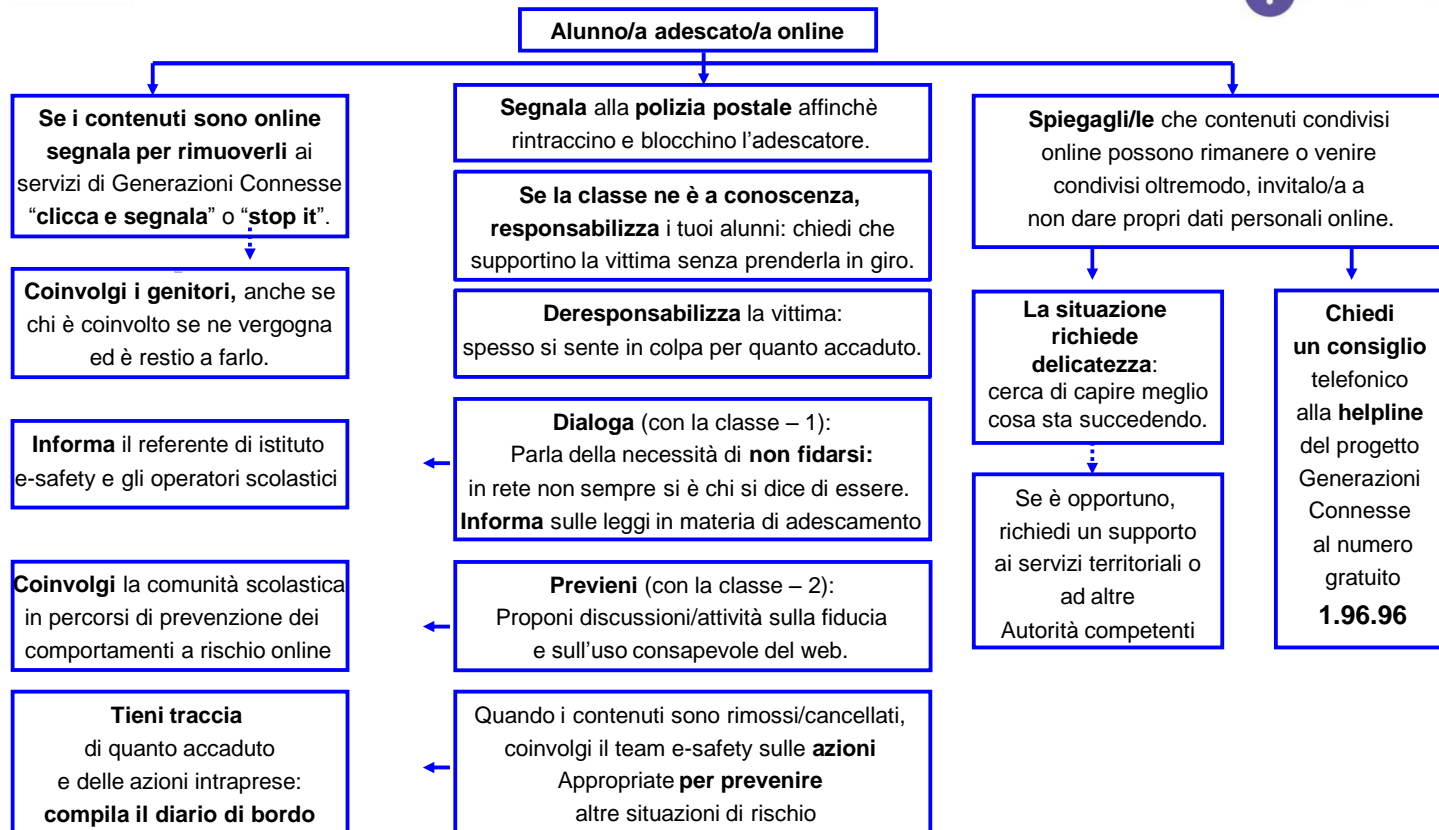 Alunno/a adescato/a online
Se i contenuti sono online
segnala per rimuoverli ai
servizi di Generazioni Connesse
“clicca e segnala” o “stop it”.
Coinvolgi i genitori, anche se
chi è coinvolto se ne vergogna
ed è restio a farlo.
Informa il referente di istituto
e-safety e gli operatori scolastici
Coinvolgi la comunità scolastica
in percorsi di prevenzione dei
comportamenti a rischio online
Tieni traccia
di quanto accaduto
e delle azioni intraprese:
compila il diario di bordo
Segnala alla polizia postale affinchè
rintraccino e blocchino l’adescatore.
Se la classe ne è a conoscenza,
responsabilizza i tuoi alunni: chiedi che
supportino la vittima senza prenderla in giro.
Deresponsabilizza la vittima:
spesso si sente in colpa per quanto accaduto.
Dialoga (con la classe – 1):
Parla della necessità di non fidarsi:
in rete non sempre si è chi si dice di essere.
Informa sulle leggi in materia di adescamento
Previeni (con la classe – 2):
Proponi discussioni/attività sulla fiducia
e sull’uso consapevole del web.
Quando i contenuti sono rimossi/cancellati,
coinvolgi il team e-safety sulle azioni
Appropriate per prevenire
altre situazioni di rischio
Spiegagli/le che contenuti condivisi
online possono rimanere o venire
condivisi oltremodo, invitalo/a a
non dare propri dati personali online.
La situazione
richiede
delicatezza:
cerca di capire meglio
cosa sta succedendo.
Se è opportuno,
richiedi un supporto
ai servizi territoriali o
ad altre
Autorità competenti
Chiedi
un consiglio
telefonico
alla helpline
del progetto
Generazioni
Connesse
al numero
gratuito
1.96.96